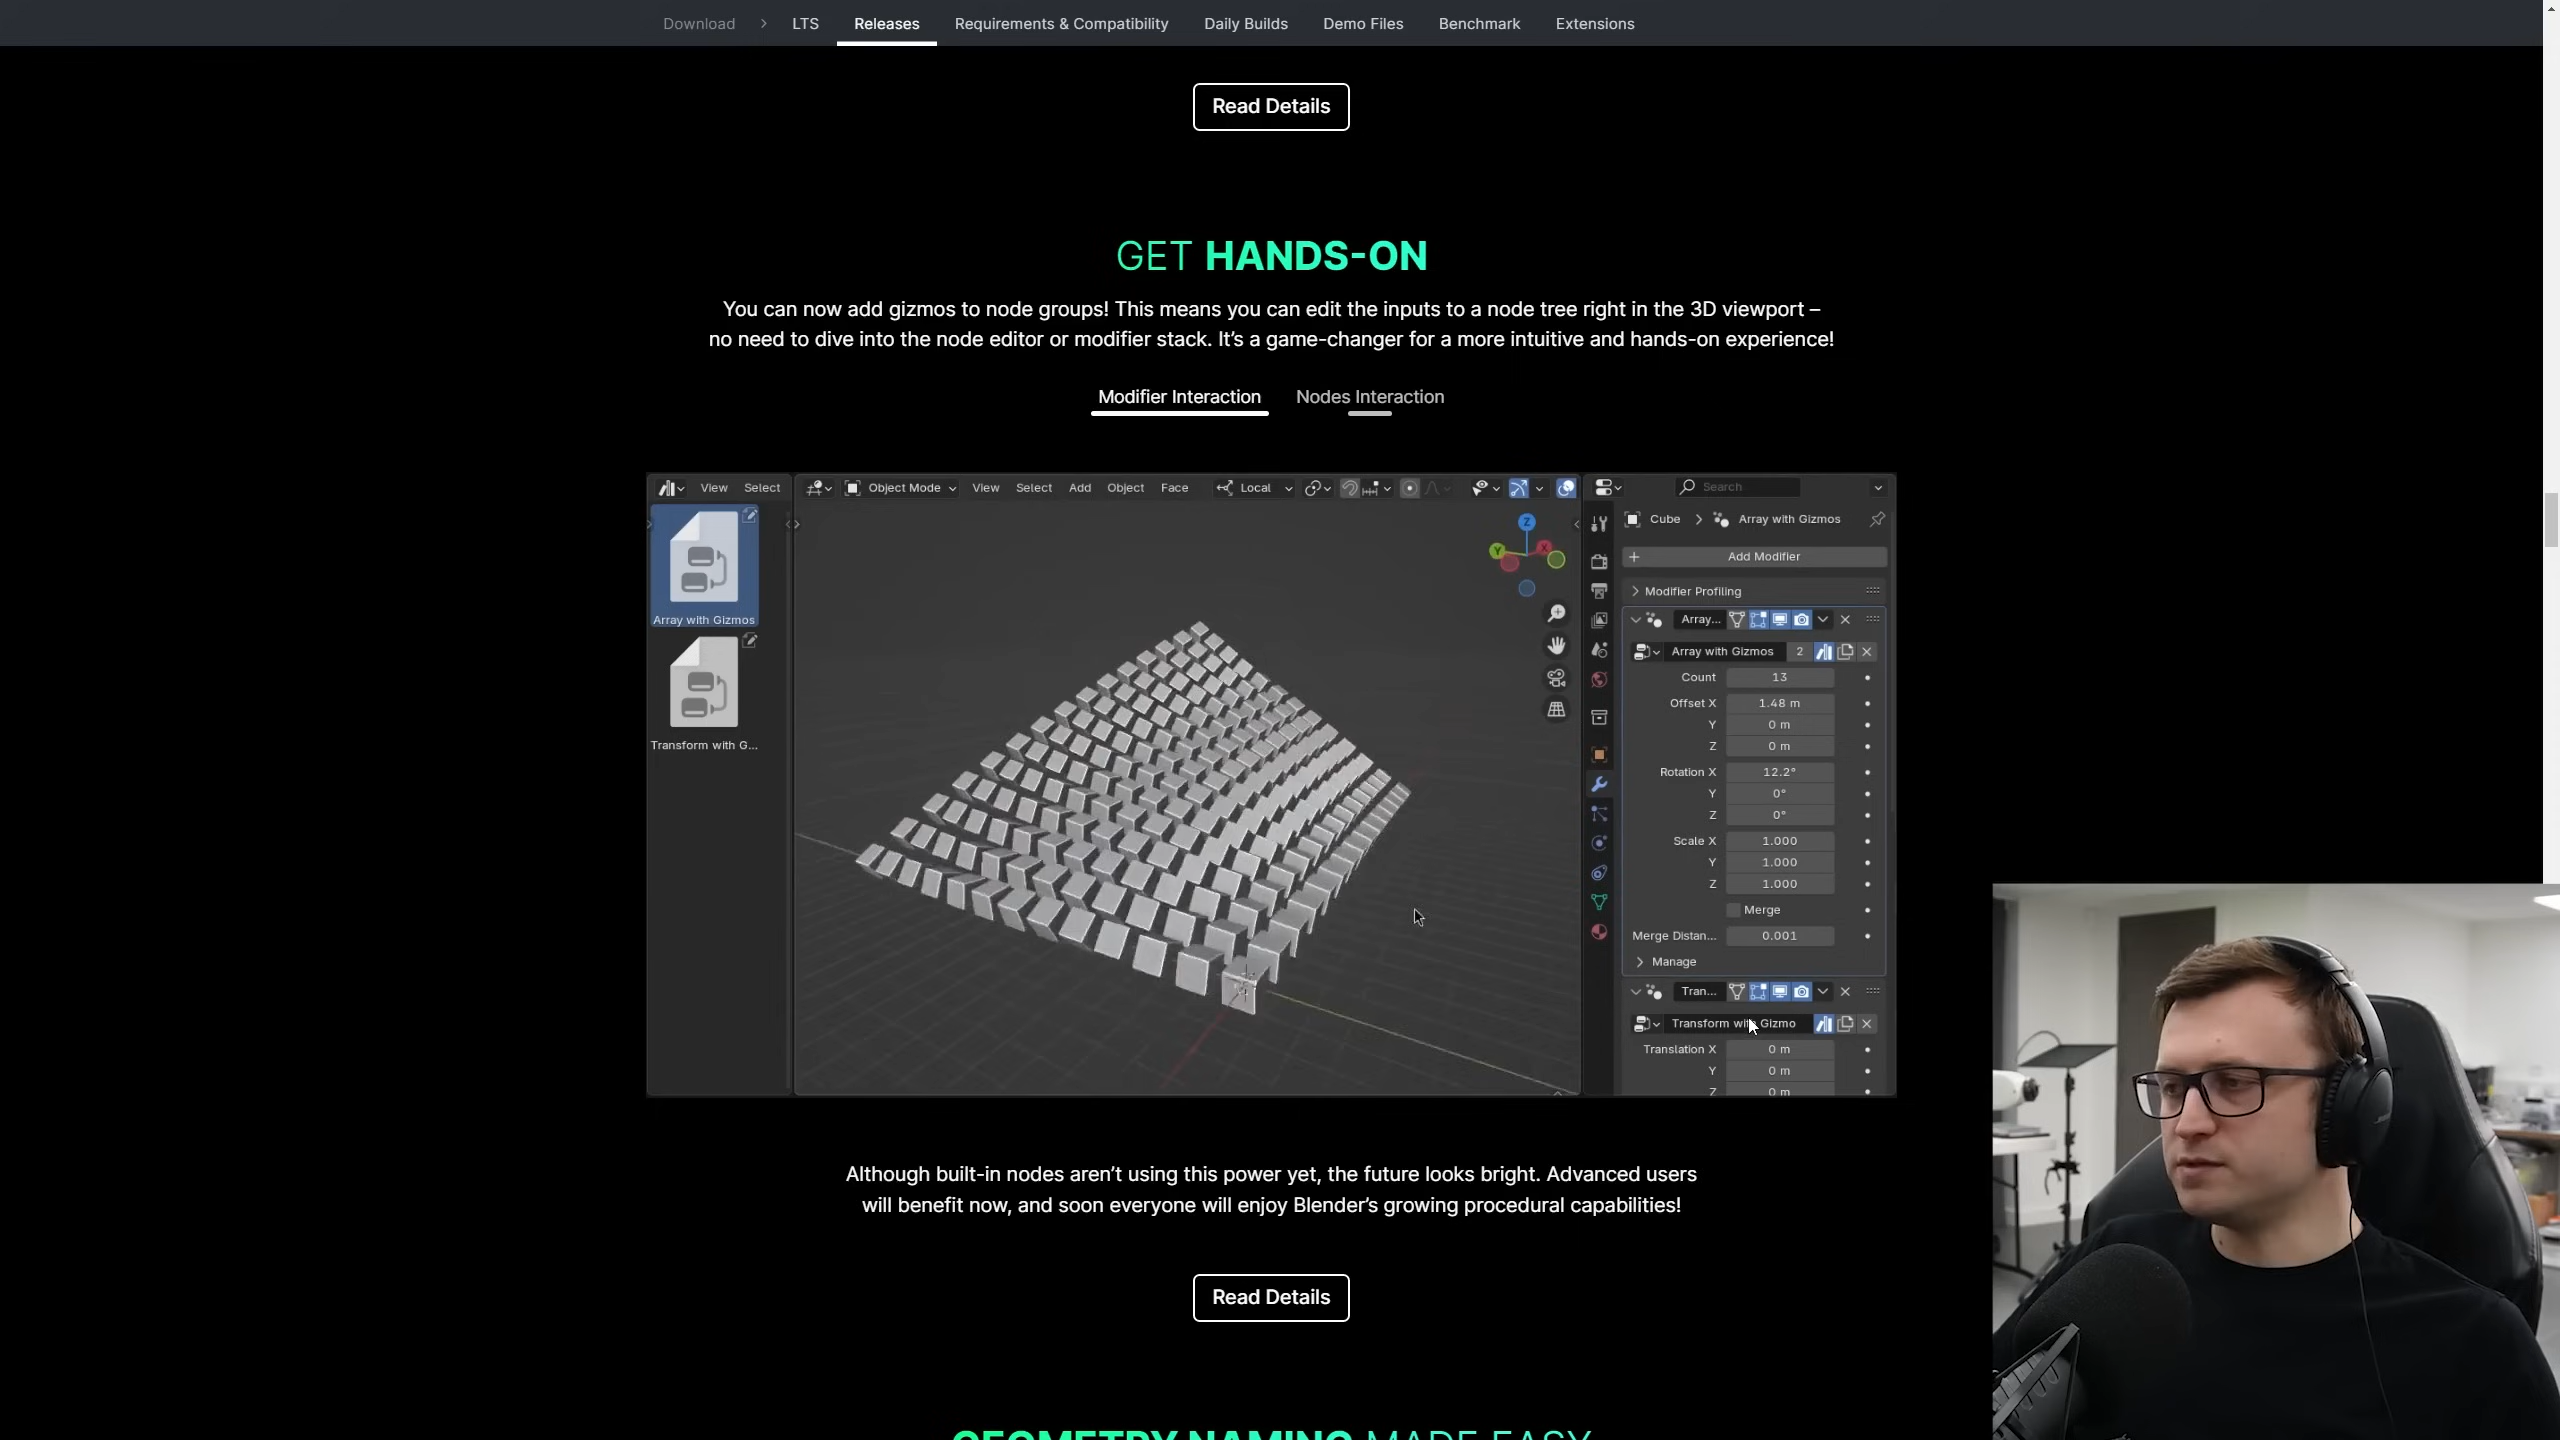 Download > LTS Releases Requirements & Compatibility Daily Builds Demo Files Benchmark Extensions
Read Details
GET HANDS-ON
You can now add gizmos to node groups! This means you can edit the inputs to a node tree right in the 3D viewport –
no need to dive into the node editor or modifier stack. It’s a game-changer for a more intuitive and hands-on experience!
Modifier Interaction Nodes Interaction
View Select
Array with Gizmos
Transform with G...
Object Mode View Select Add Object Face Local
Z
Y X
Search
Cube > Array with Gizmos
Add Modifier
Modifier Profiling
Array...
Array with Gizmos 2
Count 13
Offset X 1.48 m
Y 0 m
Z 0 m
Rotation X 12.2°
Y 0°
Z 0°
Scale X 1.000
Y 1.000
Z 1.000
Merge
Merge Distan... 0.001
Manage
Tran...
Transform with Gizmo
Translation X 0 m
Y 0 m
Z 0 m
Although built-in nodes aren’t using this power yet, the future looks bright. Advanced users
will benefit now, and soon everyone will enjoy Blender’s growing procedural capabilities!
Read Details
GEOMETRY NAMING MADE EASY